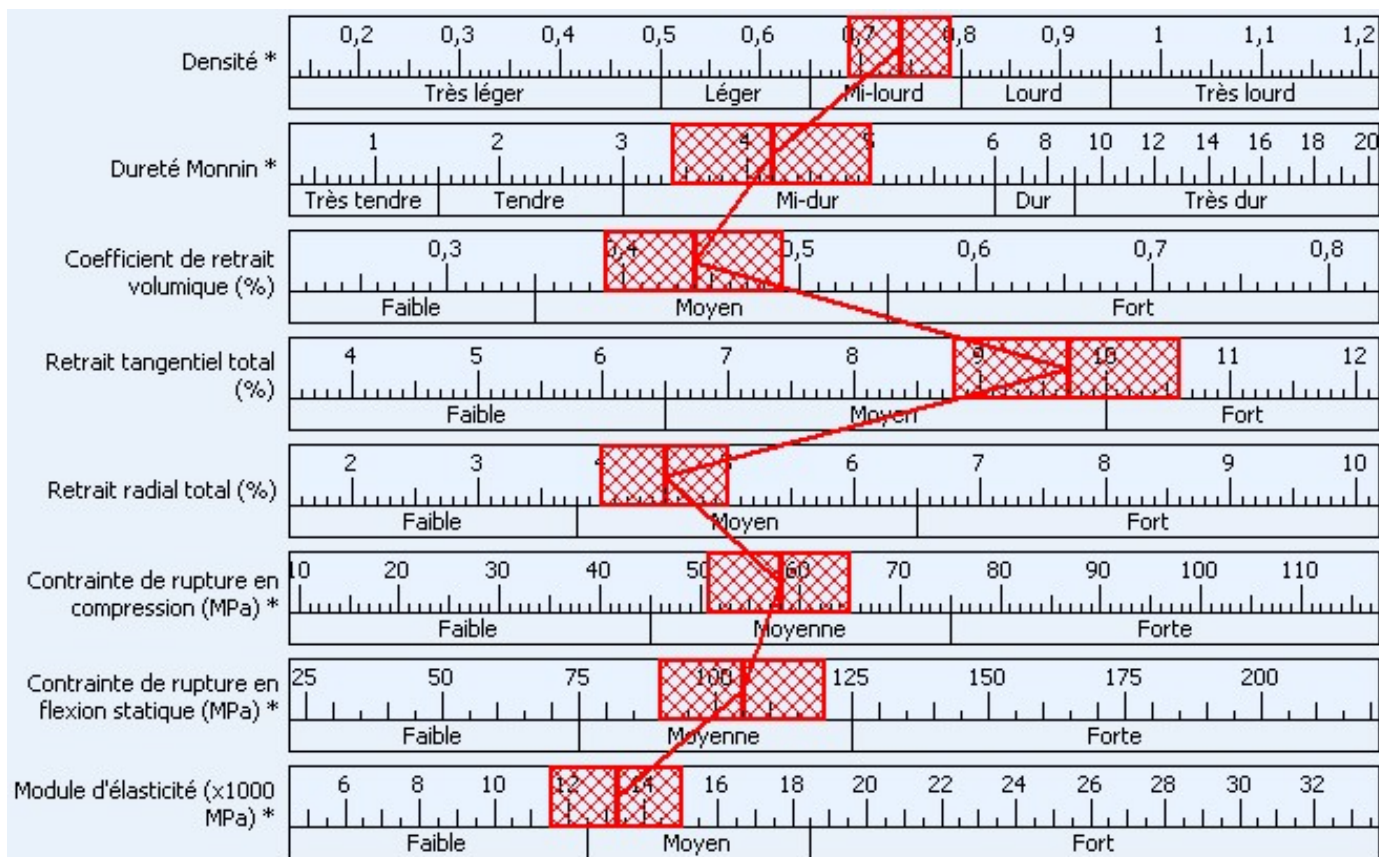 0,2 0,3 0,4 0,5 0,6 0,7 0,8 0,9 1 1,1 1,2
Densité *
Très léger Léger Mi-lourd Lourd Très lourd
1 2 3 4 5 6 8 10 12 14 16 18 20
Dureté Monnin *
Très tendre Tendre Mi-dur Dur Très dur
0,3 0,4 0,5 0,6 0,7 0,8
Coefficient de retrait
volumique (%)
Faible Moyen Fort
4 5 6 7 8 9 10 11 12
Retrait tangentiel total
(%)
Faible Moyen Fort
2 3 4 5 6 7 8 9 10
Retrait radial total (%)
Faible Moyen Fort
10 20 30 40 50 60 70 80 90 100 110
Contrainte de rupture en
compression (MPa) *
Faible Moyenne Forte
25 50 75 100 125 150 175 200
Contrainte de rupture en
flexion statique (MPa) *
Faible Moyenne Forte
6 8 10 12 14 16 18 20 22 24 26 28 30 32
Module d'élasticité (x1000
MPa) *
Faible Moyen Fort